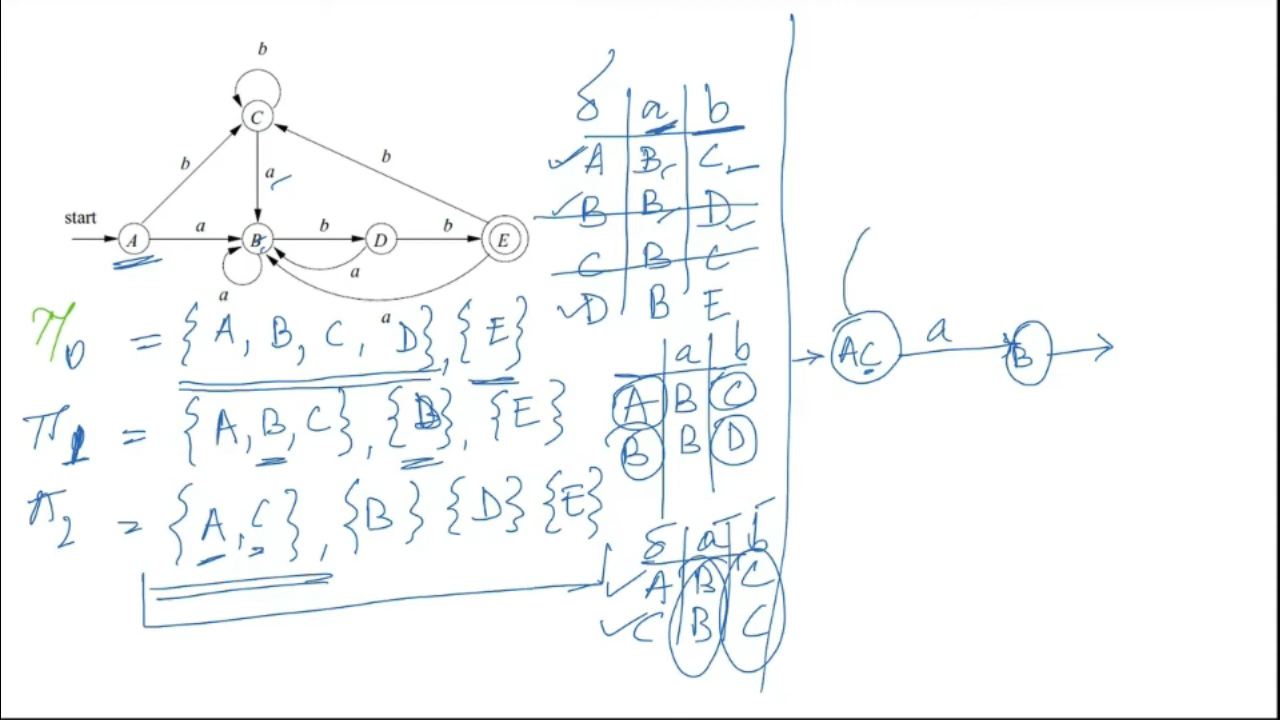 b
C
b
b
a
start
A
a
B
b
D
b
E
a
a
a
δ a b
A B C
B B D
C B C
D B E
π0 = {A, B, C, D}, {E}
π1 = {A, B, C}, {D}, {E}
π2 = {A, C}, {B} {D} {E}
a b
A B C
B B D
δ a b
A B C
C B C
AC a B